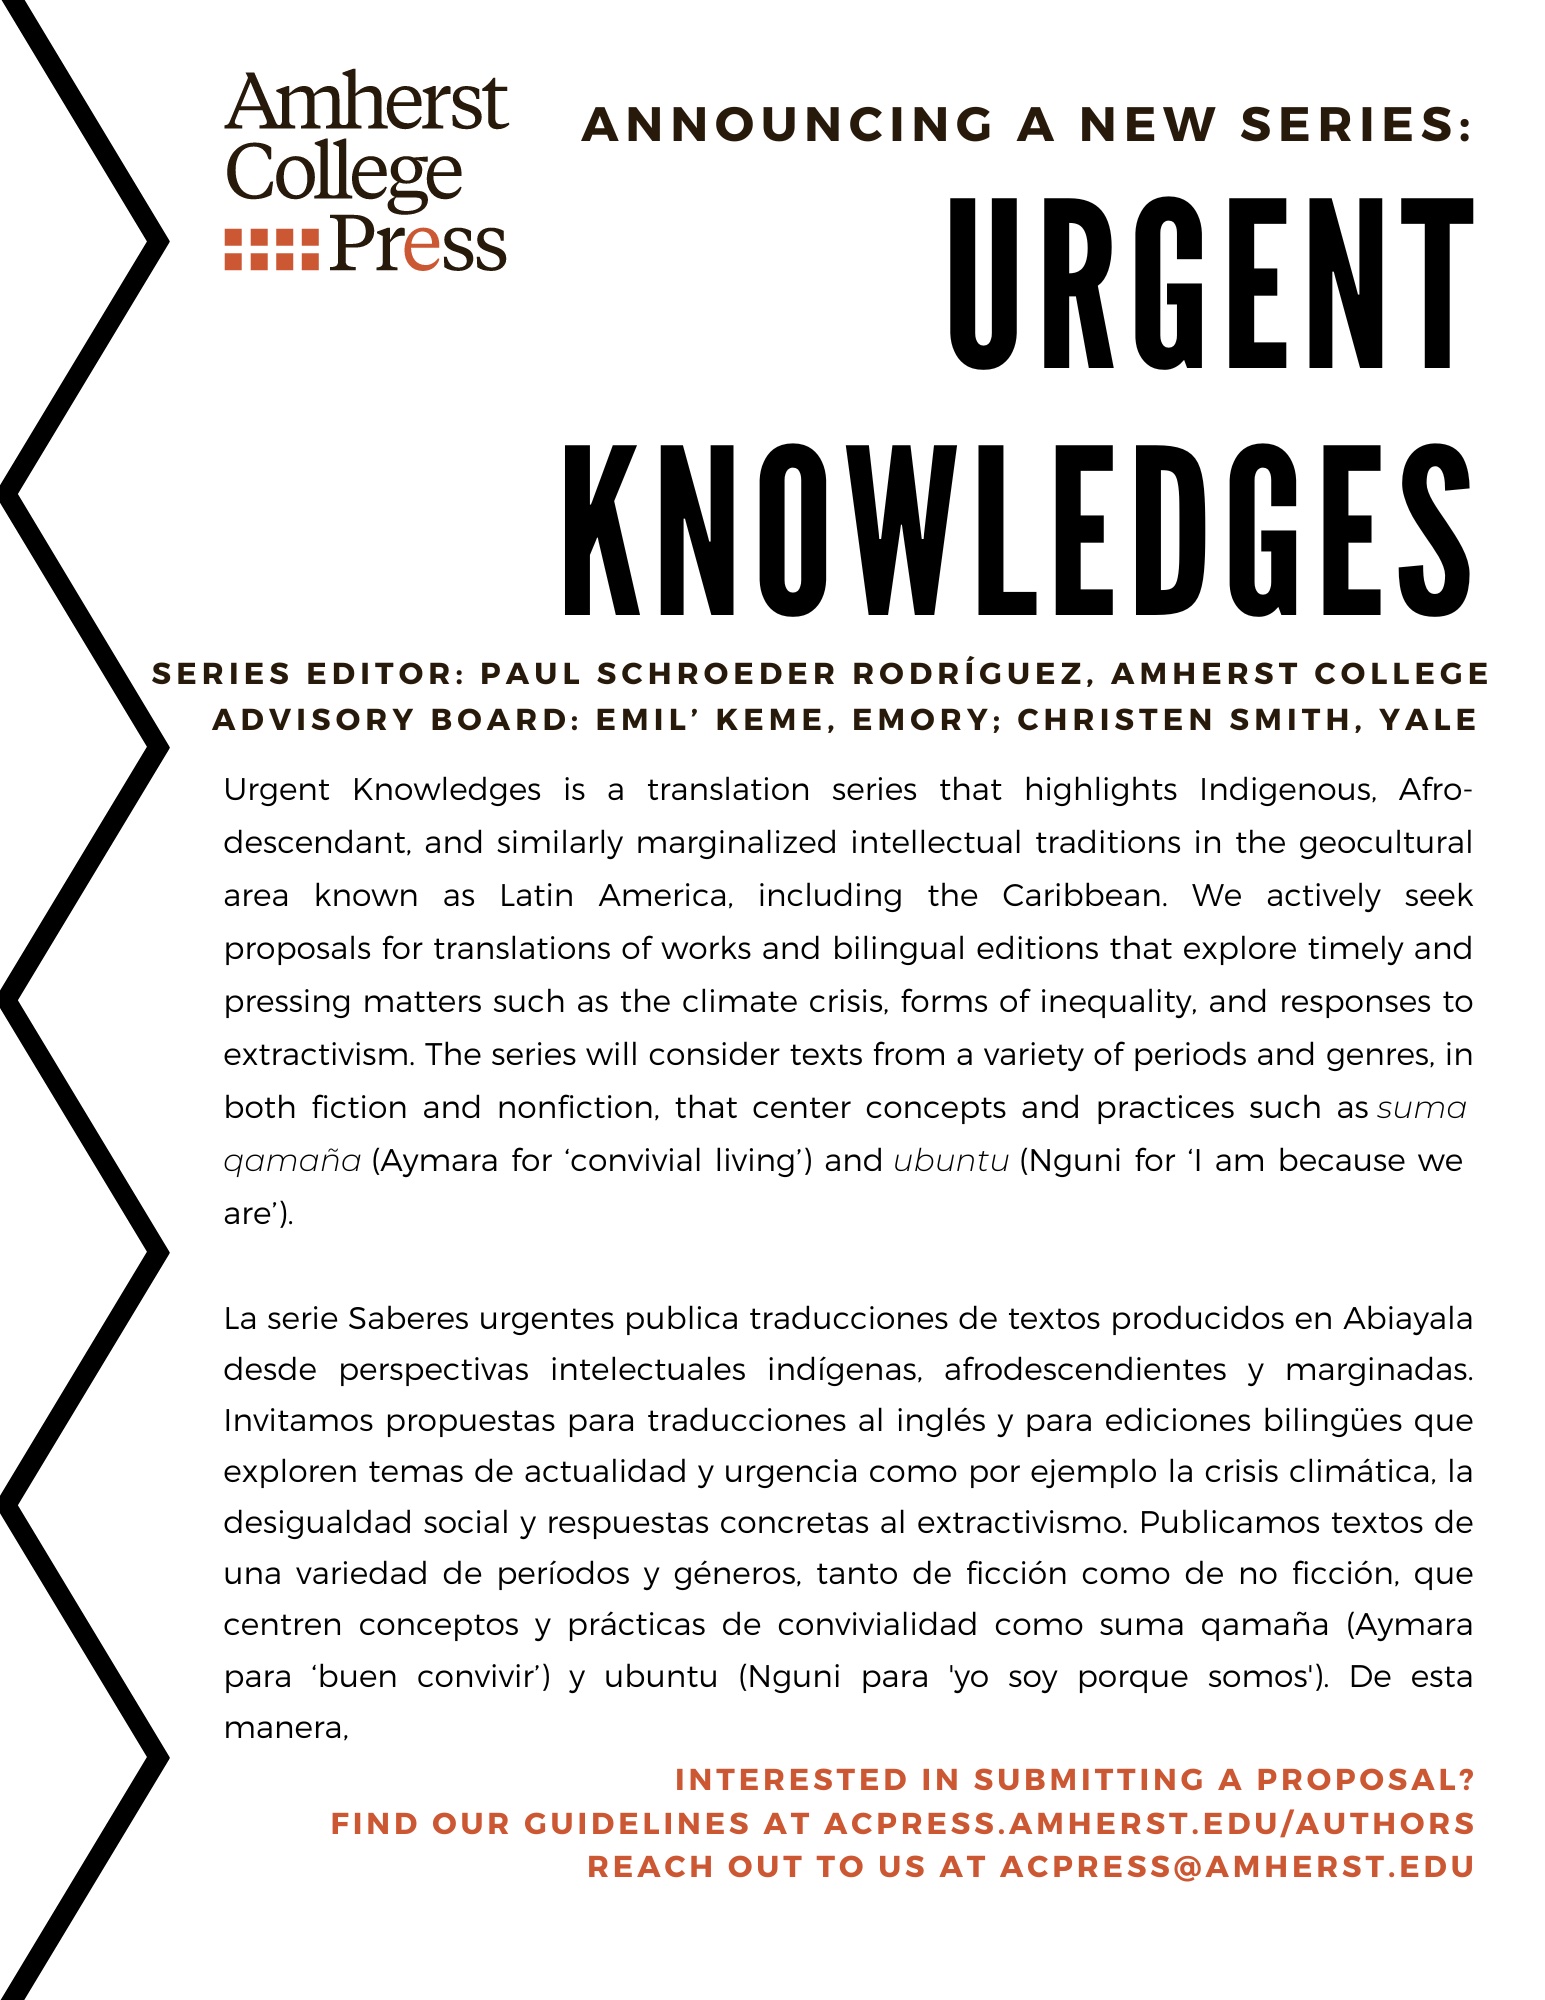 Amherst
College
Press
ANNOUNCING A NEW SERIES:
URGENT
KNOWLEDGES
SERIES EDITOR: PAUL SCHROEDER RODRÍGUEZ, AMHERST COLLEGE
ADVISORY BOARD: EMIL’ KEME, EMORY; CHRISTEN SMITH, YALE
Urgent Knowledges is a translation series that highlights Indigenous, Afro-
descendant, and similarly marginalized intellectual traditions in the geocultural
area known as Latin America, including the Caribbean. We actively seek
proposals for translations of works and bilingual editions that explore timely and
pressing matters such as the climate crisis, forms of inequality, and responses to
extractivism. The series will consider texts from a variety of periods and genres, in
both fiction and nonfiction, that center concepts and practices such as suma
qamaña (Aymara for ‘convivial living’) and ubuntu (Nguni for ‘I am because we
are’).
La serie Saberes urgentes publica traducciones de textos producidos en Abiayala
desde perspectivas intelectuales indígenas, afrodescendientes y marginadas.
Invitamos propuestas para traducciones al inglés y para ediciones bilingües que
exploren temas de actualidad y urgencia como por ejemplo la crisis climática, la
desigualdad social y respuestas concretas al extractivismo. Publicamos textos de
una variedad de períodos y géneros, tanto de ficción como de no ficción, que
centren conceptos y prácticas de convivialidad como suma qamaña (Aymara
para ‘buen convivir’) y ubuntu (Nguni para 'yo soy porque somos'). De esta
manera,
INTERESTED IN SUBMITTING A PROPOSAL?
FIND OUR GUIDELINES AT ACPRESS.AMHERST.EDU/AUTHORS
REACH OUT TO US AT ACPRESS@AMHERST.EDU